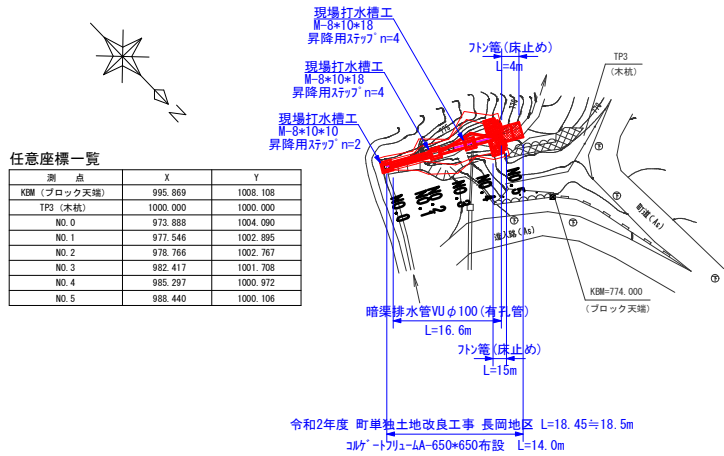 現場打水槽工
M-8*10*18
昇降用ステップn=4
現場打水槽工
M-8*10*18
昇降用ステップn=4
現場打水槽工
M-8*10*10
昇降用ステップn=2
フトン篭(床止め)
L=4m
TP3
(木杭)
N
任意座標一覧
測 点 X Y
KBM (ブロック天端) 995.869 1008.108
TP3 (木杭) 1000.000 1000.000
NO.0 973.888 1004.090
NO.1 977.546 1002.895
NO.2 978.766 1002.767
NO.3 982.417 1001.708
NO.4 985.297 1000.972
NO.5 988.440 1000.106
NO.0
NO.1
NO.2
NO.3
NO.4
NO.5
進入路(As)
町道(As)
KBM=774.000
(ブロック天端)
暗渠排水管VUφ100(有孔管)
L=16.6m
フトン篭(床止め)
L=15m
令和2年度 町単独土地改良工事 長岡地区 L=18.45≒18.5m
コルゲートフリュームA-650*650布設 L=14.0m